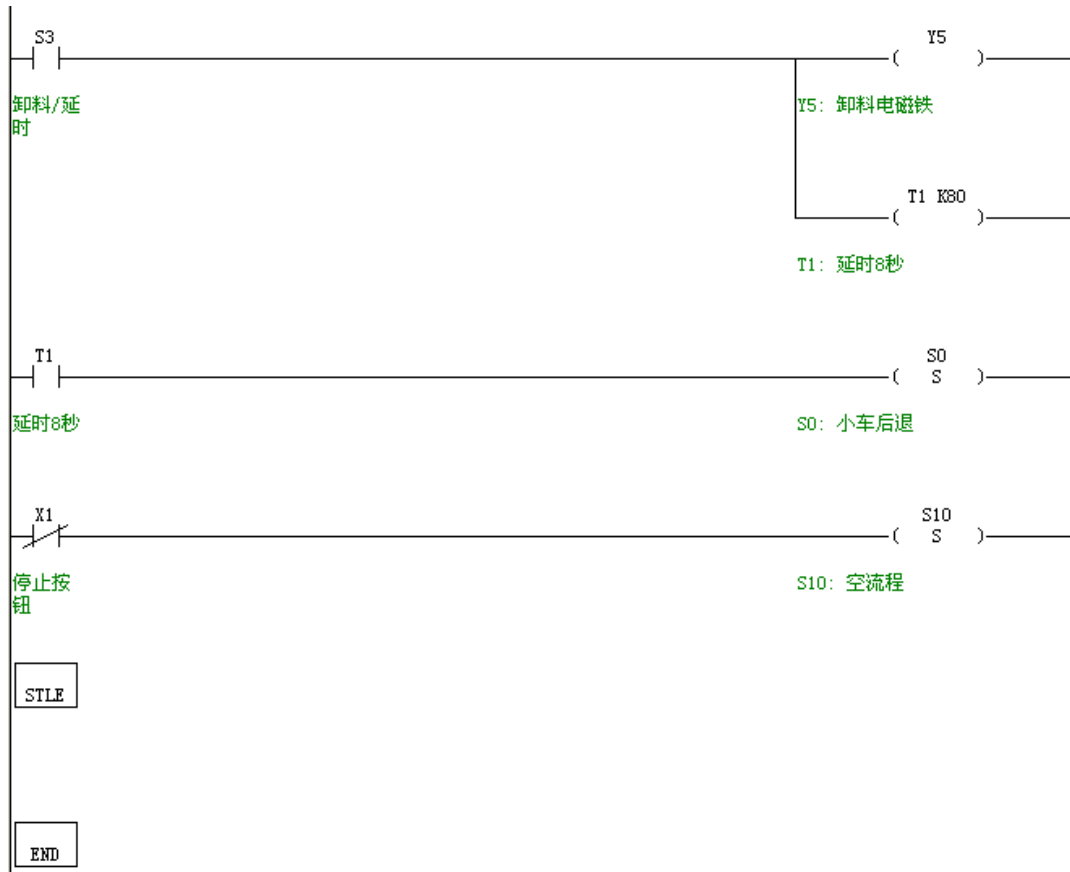 S3
Y5
(   )
卸料/延
时
Y5: 卸料电磁铁
T1 K80
(   )
T1: 延时8秒
T1
S0
( S )
延时8秒
S0: 小车后退
X1
S10
( S )
停止按
钮
S10: 空流程
STLE
END